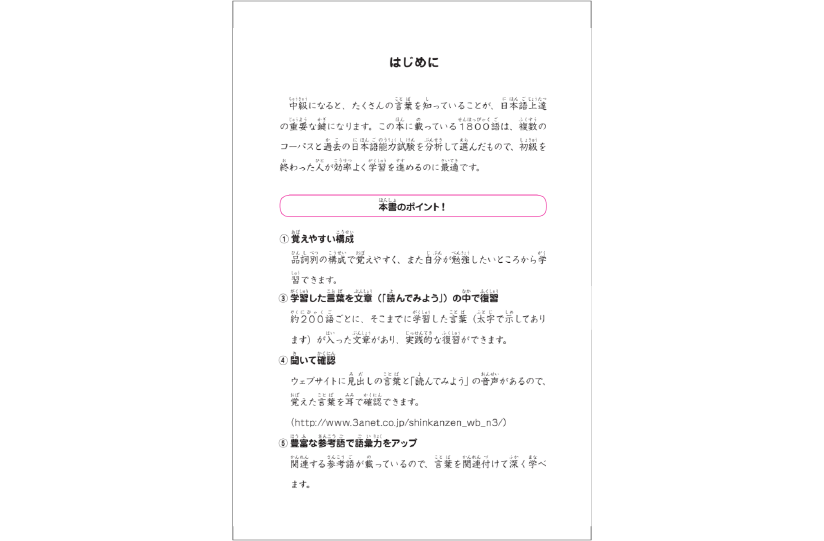 はじめに
中級になると、たくさんの言葉を知っていることが、日本語上達
の重要な鍵になります。この本に載っている1800語は、複数の
コーパスと過去の日本語能力試験を分析して選んだもので、初級を
終わった人が効率よく学習を進めるのに最適です。
本書のポイント！
① 覚えやすい構成
品詞別の構成で覚えやすく、また自分が勉強したいところから学
習できます。
③ 学習した言葉を文章（「読んでみよう」）の中で復習
約200語ごとに、そこまでに学習した言葉（太字で示してあり
ます）が入った文章があり、実践的な復習ができます。
④ 聞いて確認
ウェブサイトに見出しの言葉と「読んでみよう」の音声があるので、
覚えた言葉を耳で確認できます。
(http://www.3anet.co.jp/shinkanzen_wb_n3/)
⑤ 豊富な参考語で語彙力をアップ
関連する参考語が載っているので、言葉を関連付けて深く学べ
ます。